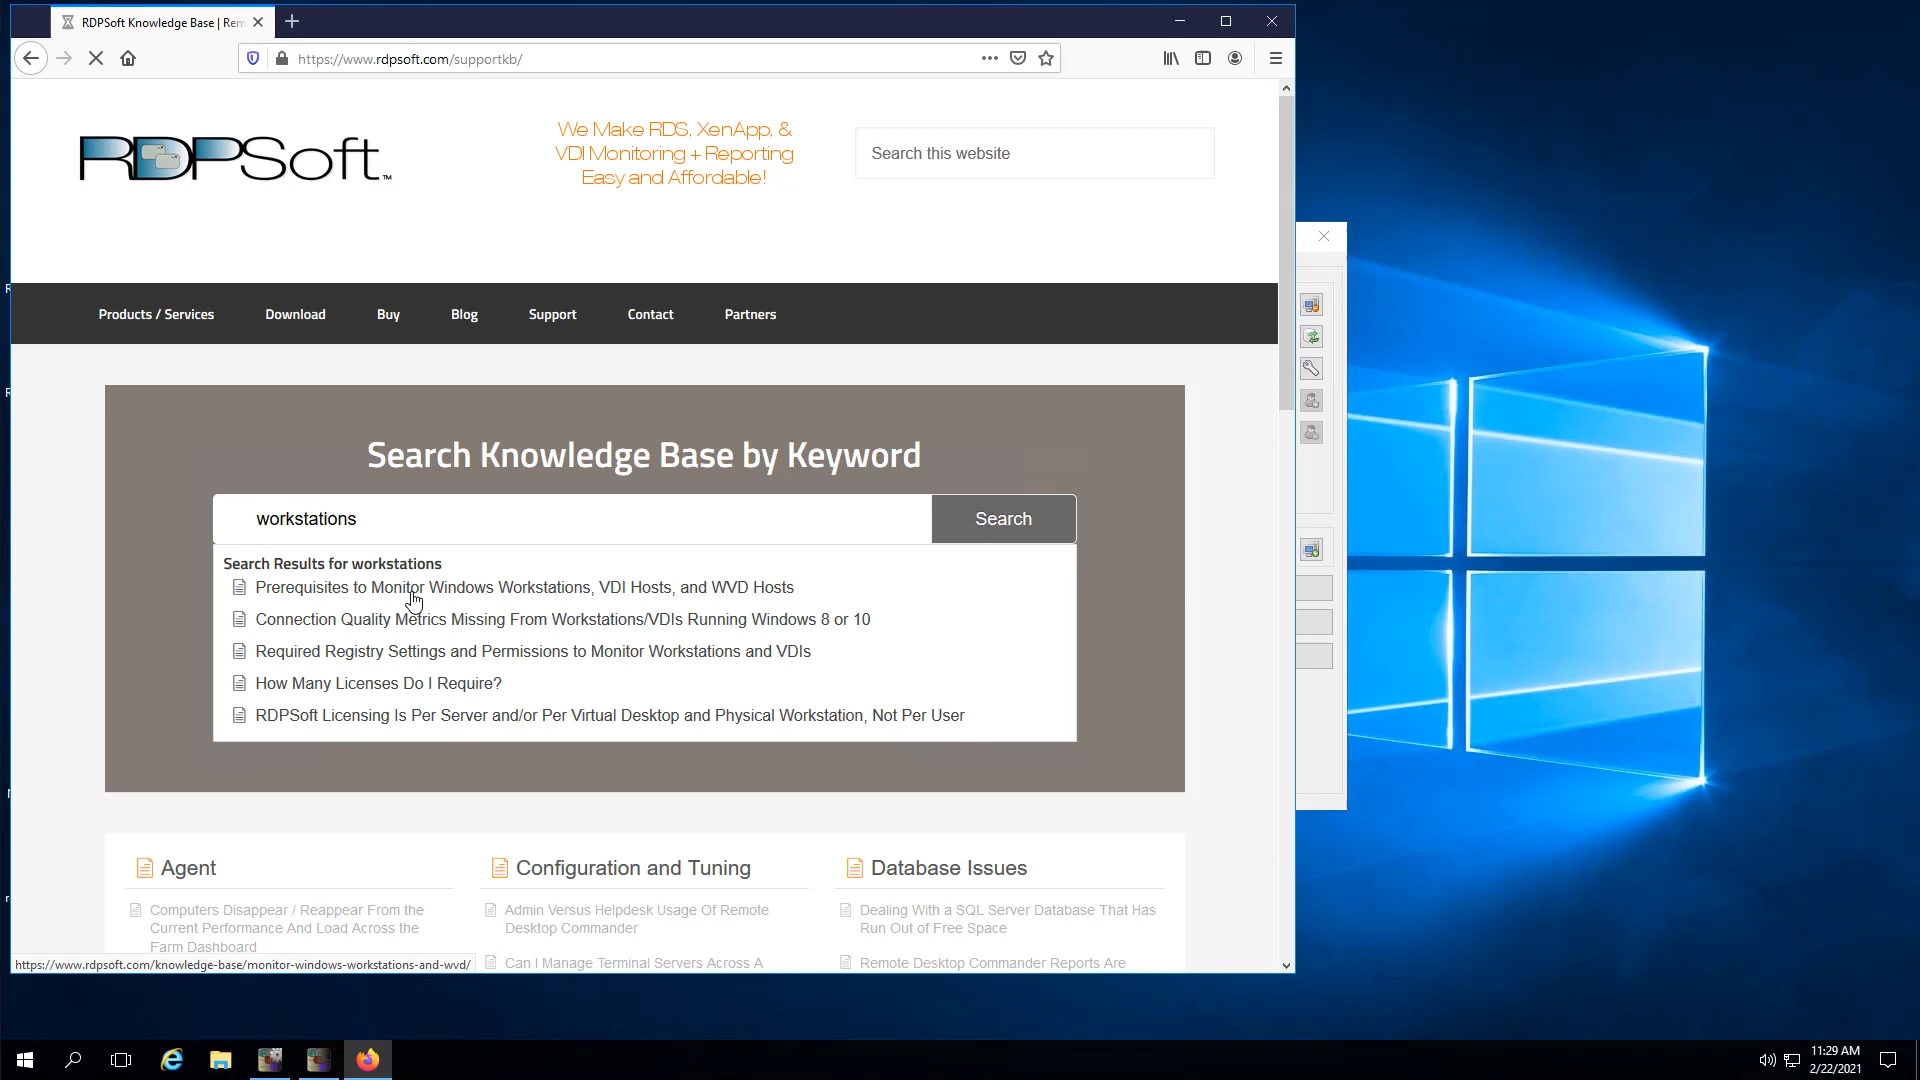 RDPSoft Knowledge Base | Rem
https://www.rdpsoft.com/supportkb/
RDPSoft™
We Make RDS, XenApp, &
VDI Monitoring + Reporting
Easy and Affordable!
Search this website
Products / Services
Download
Buy
Blog
Support
Contact
Partners
Search Knowledge Base by Keyword
workstations
Search
Search Results for workstations
Prerequisites to Monitor Windows Workstations, VDI Hosts, and WVD Hosts
Connection Quality Metrics Missing From Workstations/VDIs Running Windows 8 or 10
Required Registry Settings and Permissions to Monitor Workstations and VDIs
How Many Licenses Do I Require?
RDPSoft Licensing Is Per Server and/or Per Virtual Desktop and Physical Workstation, Not Per User
Agent
Computers Disappear / Reappear From the
Current Performance And Load Across the
Farm Dashboard
Configuration and Tuning
Admin Versus Helpdesk Usage Of Remote
Desktop Commander
Can I Manage Terminal Servers Across A
Database Issues
Dealing With a SQL Server Database That Has
Run Out of Free Space
Remote Desktop Commander Reports Are
https://www.rdpsoft.com/knowledge-base/monitor-windows-workstations-and-wvd/
11:29 AM
2/22/2021